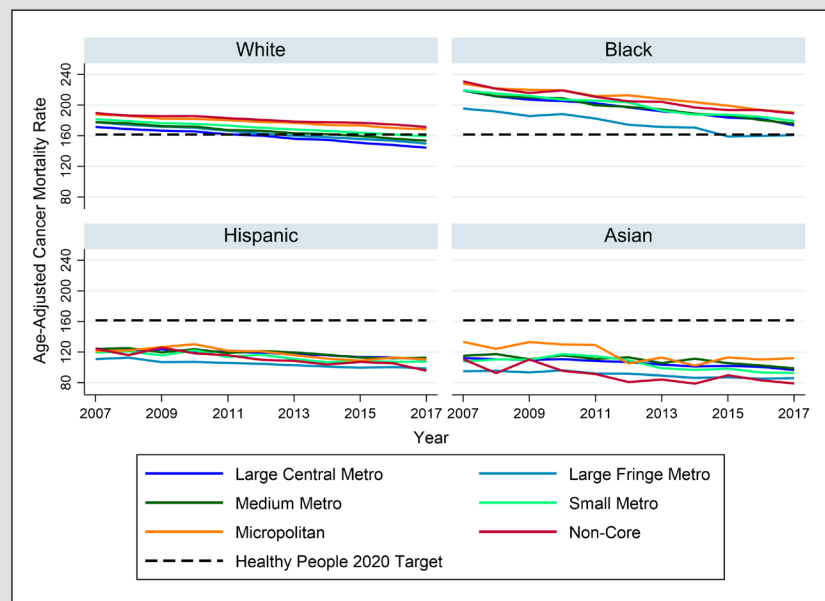 White
Black
240
200
160
120
80
Hispanic
Asian
240
200
160
120
80
Age-Adjusted Cancer Mortality Rate
2007 2009 2011 2013 2015 2017
2007 2009 2011 2013 2015 2017
Year
Large Central Metro
Large Fringe Metro
Medium Metro
Small Metro
Micropolitan
Non-Core
Healthy People 2020 Target